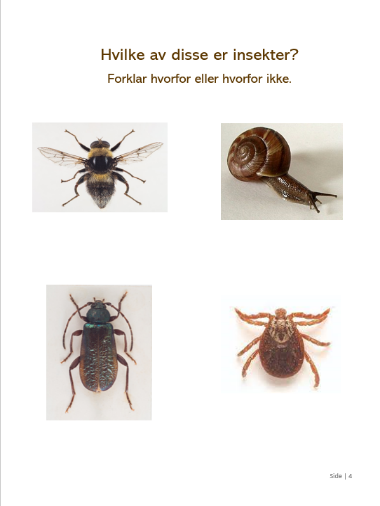 Hvilke av disse er insekter?
Forklar hvorfor eller hvorfor ikke.
Side | 4